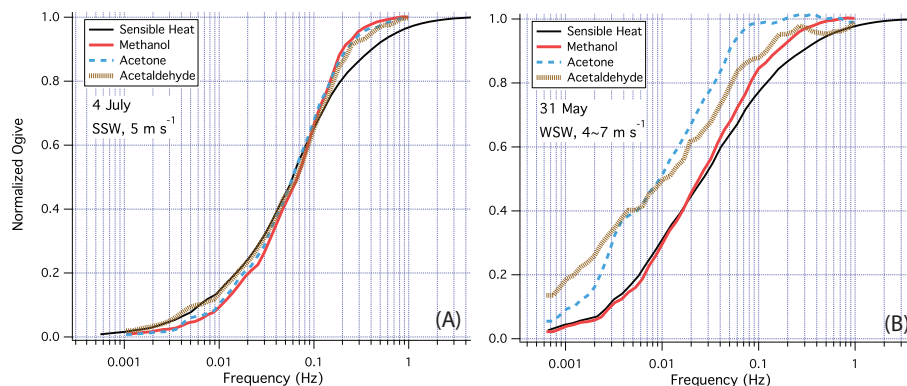 Sensible Heat
Methanol
Acetone
Acetaldehyde
4 July
SSW, 5 m s⁻¹
Normalized Ogive
1.0
0.8
0.6
0.4
0.2
0.0
0.001
0.01
0.1
1
Frequency (Hz)
(A)
Sensible Heat
Methanol
Acetone
Acetaldehyde
31 May
WSW, 4~7 m s⁻¹
1.0
0.8
0.6
0.4
0.2
0.0
0.001
0.01
0.1
1
Frequency (Hz)
(B)